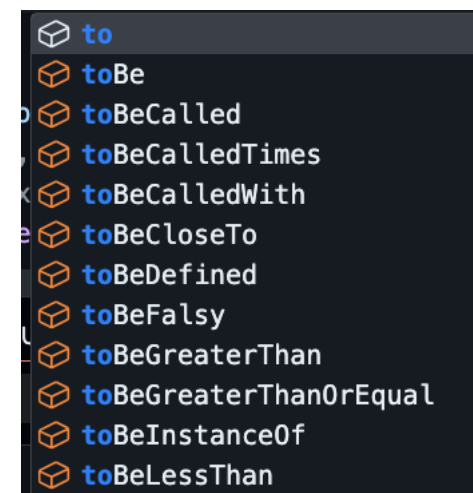 to
toBe
toBeCalled
toBeCalledTimes
toBeCalledWith
toBeCloseTo
toBeDefined
toBeFalsy
toBeGreaterThan
toBeGreaterThanOrEqual
toBeInstanceOf
toBeLessThan